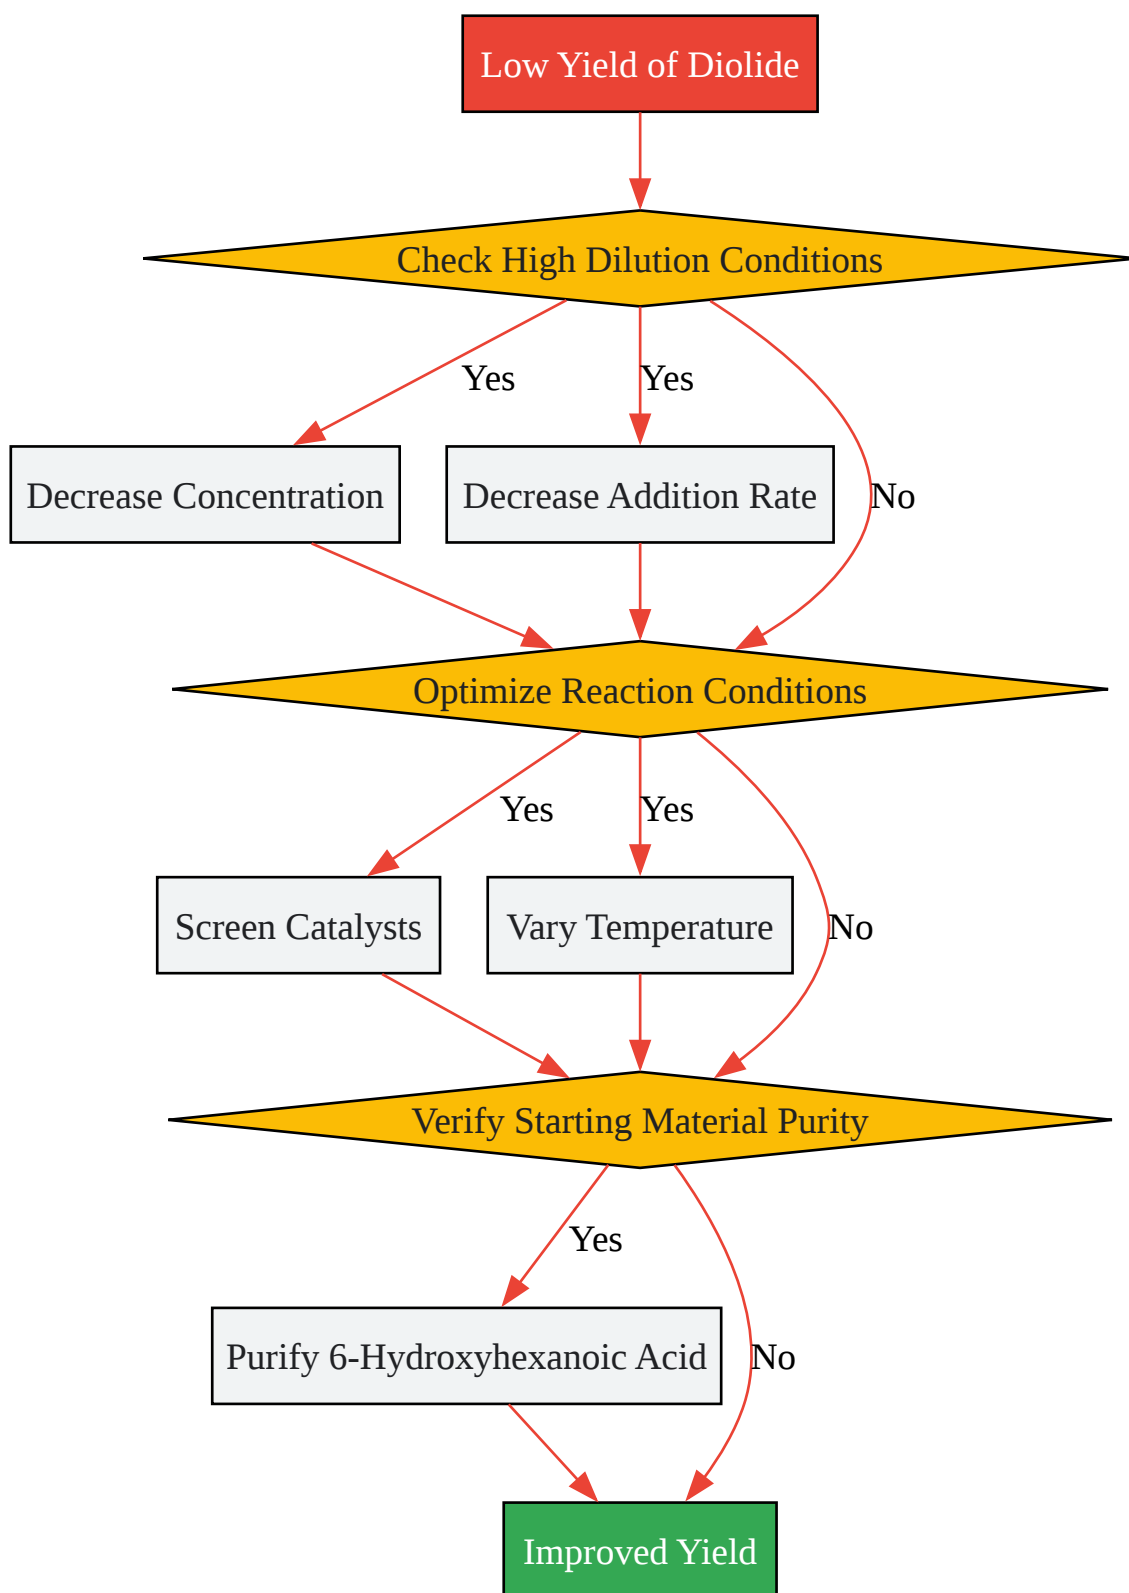 Low Yield of Diolide
Check High Dilution Conditions
Yes
Yes
Decrease Concentration
Decrease Addition Rate
No
Optimize Reaction Conditions
Yes
Yes
Screen Catalysts
Vary Temperature
No
Verify Starting Material Purity
Yes
Purify 6-Hydroxyhexanoic Acid
No
Improved Yield